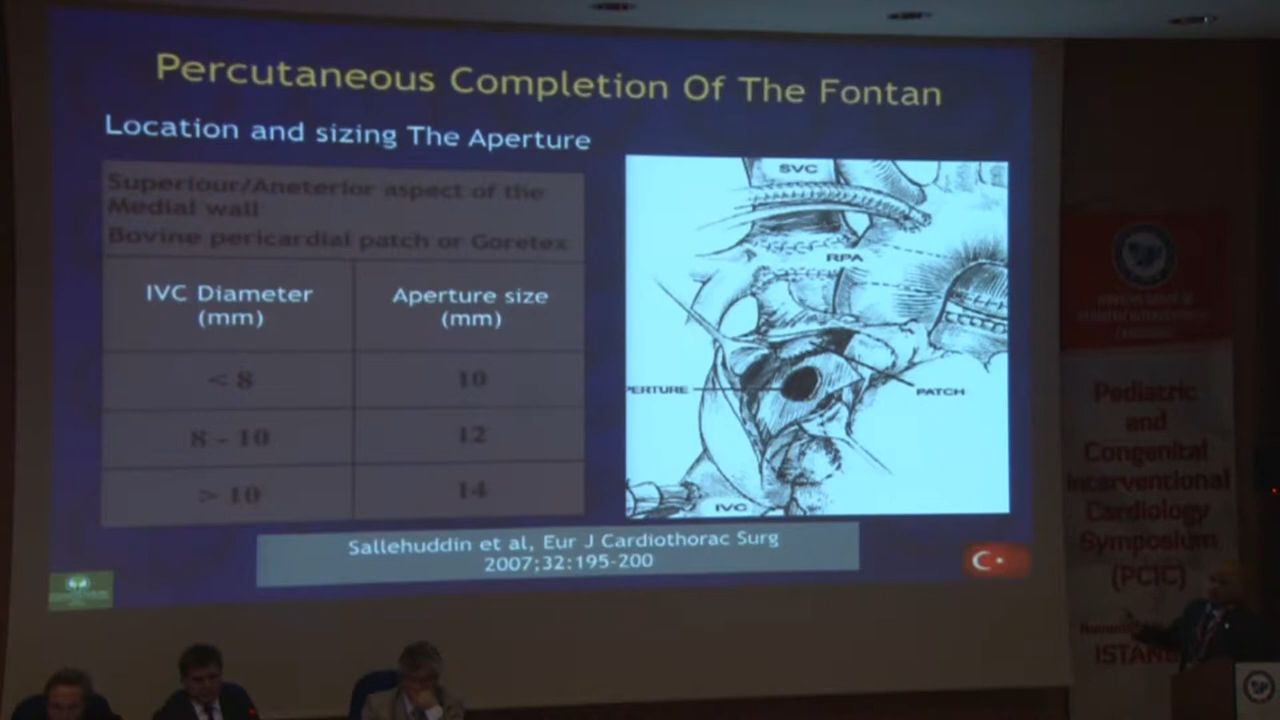 Percutaneous Completion Of The Fontan
Location and sizing The Aperture
Superiour/Aneterior aspect of the
Medial wall
Bovine pericardial patch or Goretex
IVC Diameter
(mm)
Aperture size
(mm)
< 8
10
8 - 10
12
> 10
14
SVC
RPA
PERTURE
PATCH
IVC
Sallehuddin et al, Eur J Cardiothorac Surg
2007;32:195-200
Pediatric
and
Congenital
Interventional
Cardiology
Symposium
(PCIC)